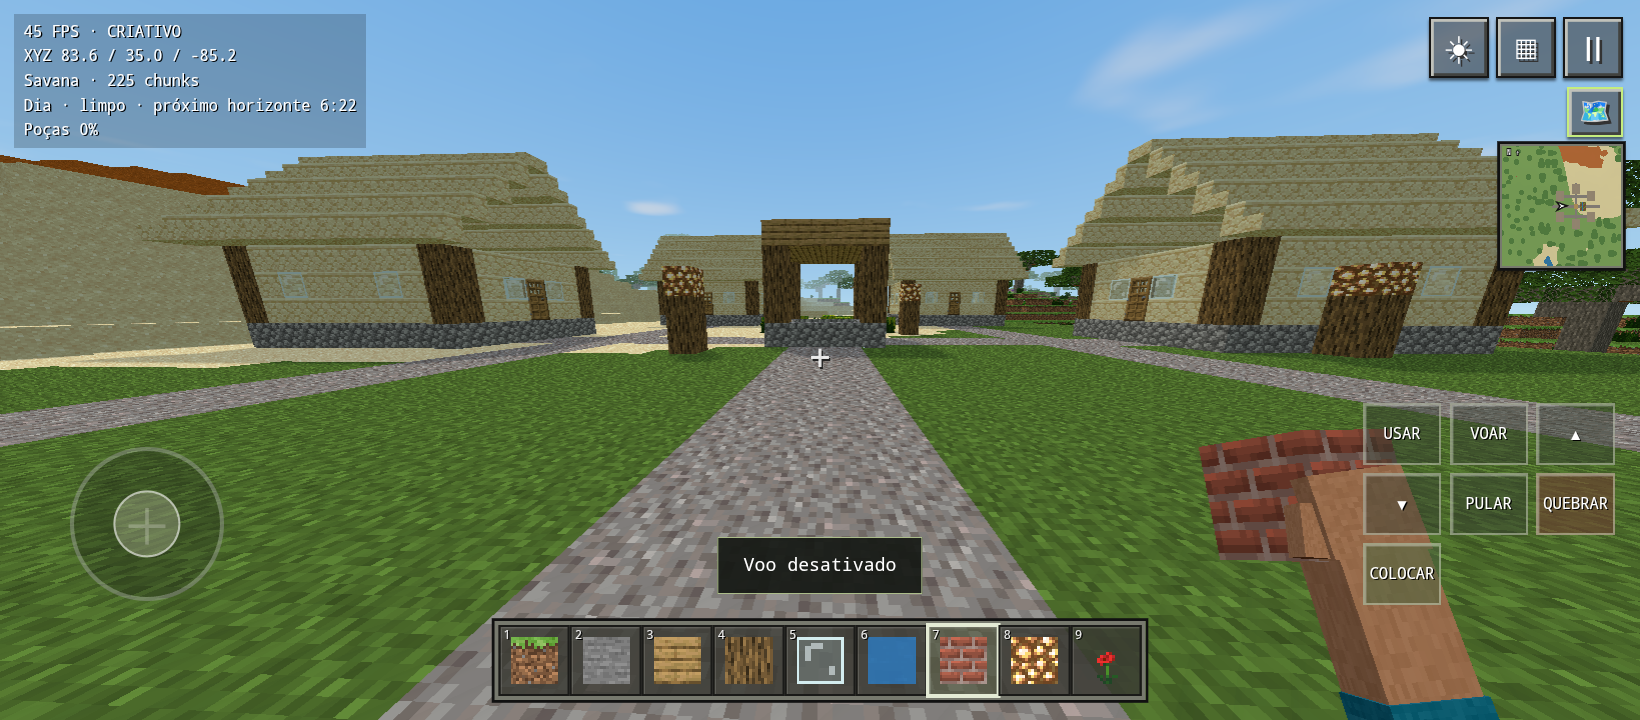 45 FPS · CRIATIVO
XYZ 83.6 / 35.0 / -85.2
Savana · 225 chunks
Dia · limpo · próximo horizonte 6:22
Poças 0%
USAR
VOAR
PULAR
QUEBRAR
COLOCAR
Voo desativado
1
2
3
4
5
6
7
8
9